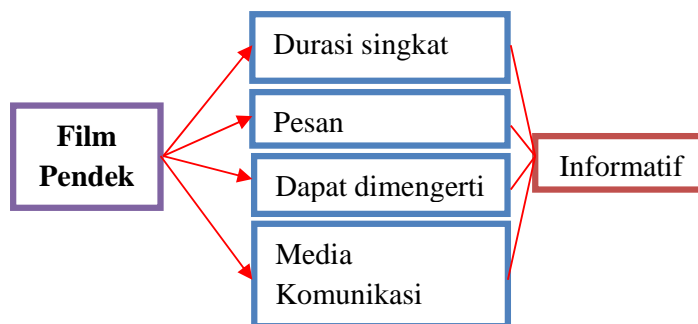 Film
Pendek
Durasi singkat
Pesan
Dapat dimengerti
Media
Komunikasi
Informatif